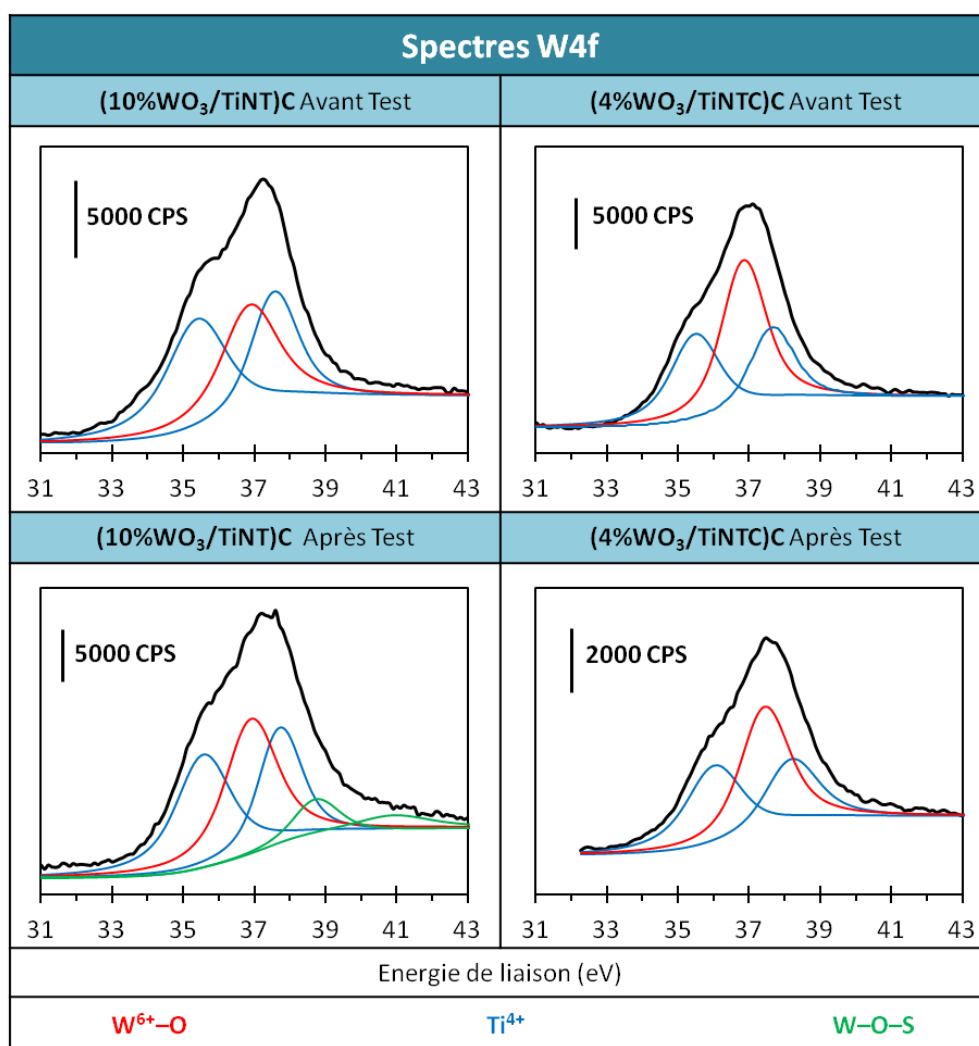 Spectres W4f
(10%WO₃/TiNT)C Avant Test
(4%WO₃/TiNTC)C Avant Test
5000 CPS
31 33 35 37 39 41 43
5000 CPS
31 33 35 37 39 41 43
(10%WO₃/TiNT)C Après Test
(4%WO₃/TiNTC)C Après Test
5000 CPS
31 33 35 37 39 41 43
2000 CPS
31 33 35 37 39 41 43
Energie de liaison (eV)
W⁶⁺–O Ti⁴⁺ W–O–S